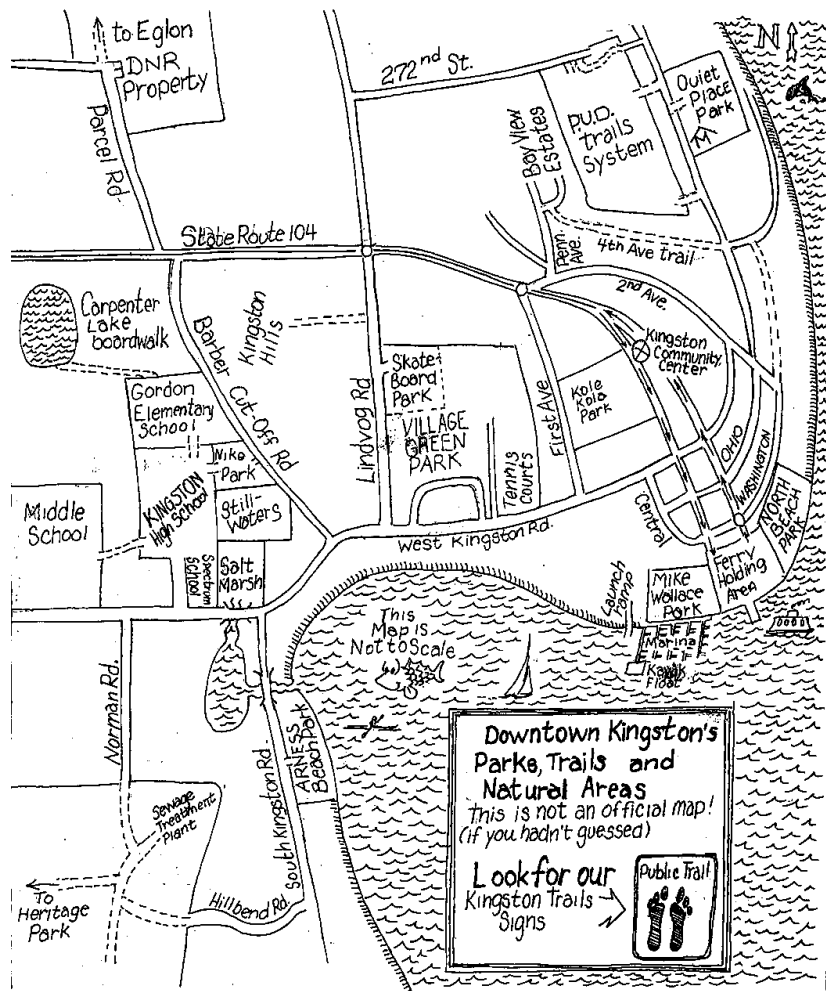 to Eglon
DNR
Property
Parcel Rd
272nd St.
N
Quiet
Place
Park
P.U.D.
trails
System
Bay View
Estates
State Route 104
Penn.
Ave.
4th Ave trail
2nd Ave.
Carpenter
Lake
boardwalk
Kingston
Hills
Barber Cut-Off Rd
Lindvog Rd
Kingston
Community
Center
Skate-
Board
Park
Kola
Kole
Park
First Ave
Gordon
Elementary
School
VILLAGE
GREEN
PARK
Tennis
Courts
OHIO
WASHINGTON
NORTH
BEACH
PARK
Nike
Park
KINGSTON
High School
Still-
Waters
Middle
School
Central
West Kingston Rd.
Spectrum
School
Salt
Marsh
Launch
ramp
Mike
Wallace
Park
Ferry
Holding
Area
This
Map is
Not to Scale
Marina
Kayak
Float
Norman Rd.
South Kingston Rd
ARNESS
Beach Park
Sewage
Treatment
Plant
To
Heritage
Park
Hillbend Rd.
Downtown Kingston's
Parks, Trails and
Natural Areas
This is not an official map!
(if you hadn't guessed)
Look for our
Kingston Trails
Signs
Public Trail